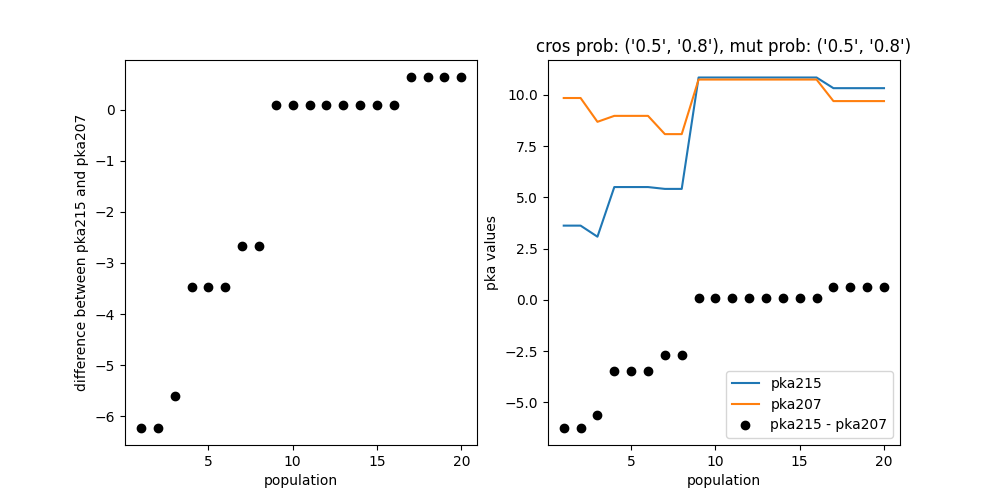 difference between pka215 and pka207
0
−1
−2
−3
−4
−5
−6
5
10
15
20
population
cros prob: ('0.5', '0.8'), mut prob: ('0.5', '0.8')
pka values
10.0
7.5
5.0
2.5
0.0
−2.5
−5.0
5
10
15
20
population
pka215
pka207
pka215 - pka207